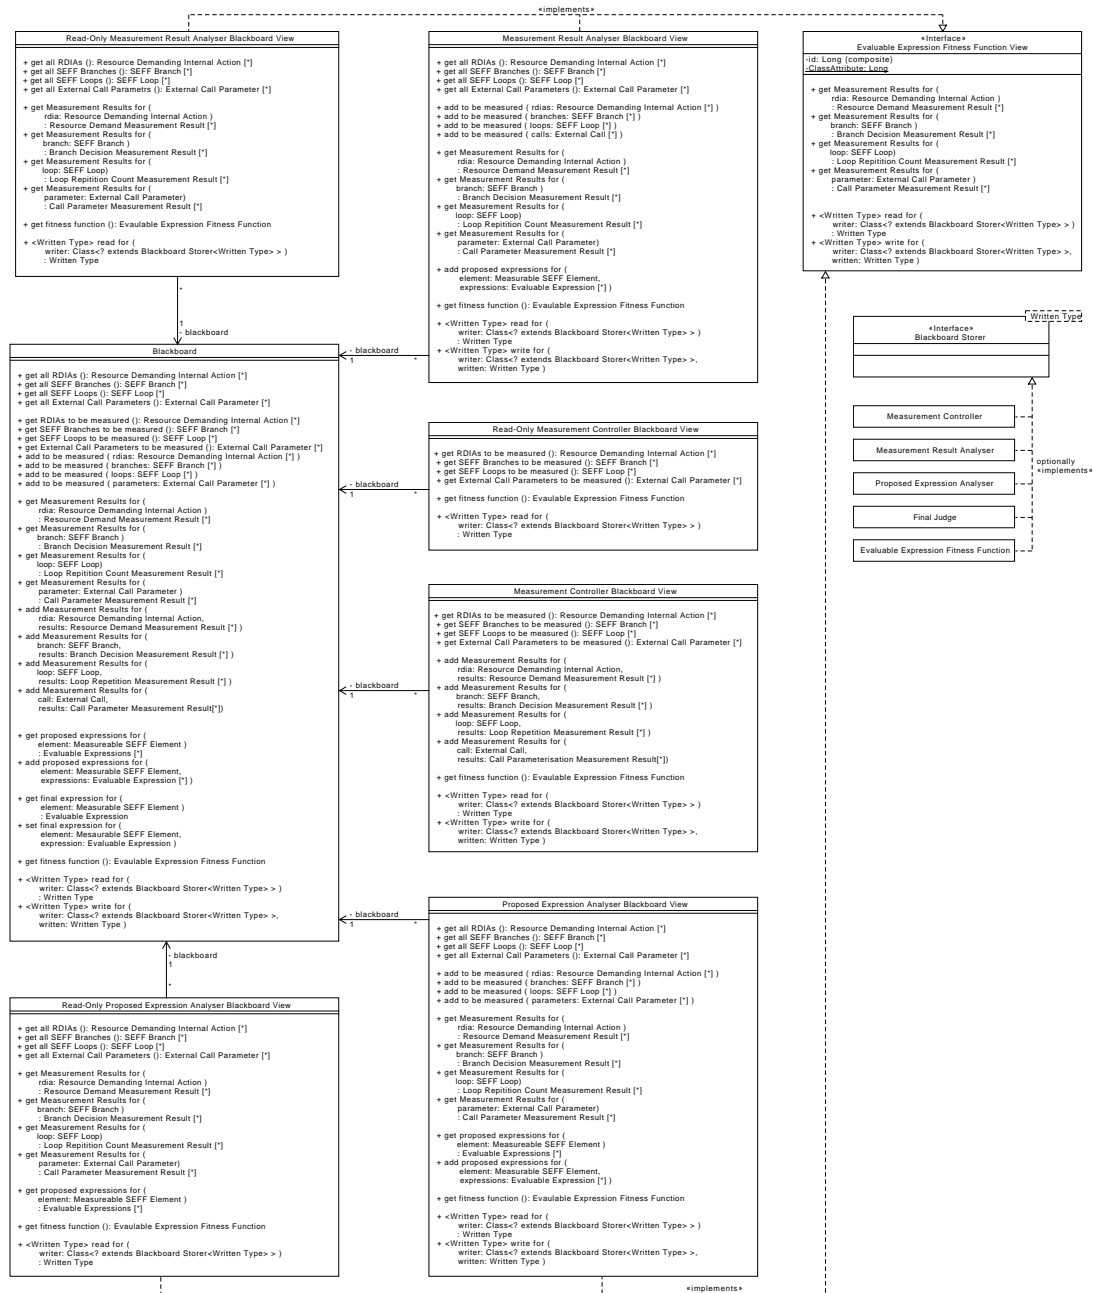 «implements»
Read-Only Measurement Result Analyser Blackboard View
+ get all RDIAs (): Resource Demanding Internal Action [*]
+ get all SEFF Branches (): SEFF Branch [*]
+ get all SEFF Loops (): SEFF Loop [*]
+ get all External Call Parametrs (): External Call Parameter [*]
+ get Measurement Results for (
rdia: Resource Demanding Internal Action )
: Resource Demand Measurement Result [*]
+ get Measurement Results for (
branch: SEFF Branch )
: Branch Decision Measurement Result [*]
+ get Measurement Results for (
loop: SEFF Loop)
: Loop Repitition Count Measurement Result [*]
+ get Measurement Results for (
parameter: External Call Parameter)
: Call Parameter Measurement Result [*]
+ get fitness function (): Evaulable Expression Fitness Function
+ <Written Type> read for (
writer: Class<? extends Blackboard Storer<Written Type> > )
: Written Type
*
1
- blackboard
Measurement Result Analyser Blackboard View
+ get all RDIAs (): Resource Demanding Internal Action [*]
+ get all SEFF Branches (): SEFF Branch [*]
+ get all SEFF Loops (): SEFF Loop [*]
+ get all External Call Parameters (): External Call Parameter [*]
+ add to be measured ( rdias: Resource Demanding Internal Action [*] )
+ add to be measured ( branches: SEFF Branch [*] )
+ add to be measured ( loops: SEFF Loop [*] )
+ add to be measured ( calls: External Call [*] )
+ get Measurement Results for (
rdia: Resource Demanding Internal Action )
: Resource Demand Measurement Result [*]
+ get Measurement Results for (
branch: SEFF Branch )
: Branch Decision Measurement Result [*]
+ get Measurement Results for (
loop: SEFF Loop)
: Loop Repitition Count Measurement Result [*]
+ get Measurement Results for (
parameter: External Call Parameter)
: Call Parameter Measurement Result [*]
+ add proposed expressions for (
element: Measurable SEFF Element,
expressions: Evaluable Expression [*] )
+ get fitness function (): Evaulable Expression Fitness Function
+ <Written Type> read for (
writer: Class<? extends Blackboard Storer<Written Type> > )
: Written Type
+ <Written Type> write for (
writer: Class<? extends Blackboard Storer<Written Type> >,
written: Written Type )
- blackboard
1
*
«Interface»
Evaluable Expression Fitness Function View
-id: Long (composite)
-ClassAttribute: Long
+ get Measurement Results for (
rdia: Resource Demanding Internal Action )
: Resource Demand Measurement Result [*]
+ get Measurement Results for (
branch: SEFF Branch )
: Branch Decision Measurement Result [*]
+ get Measurement Results for (
loop: SEFF Loop)
: Loop Repitition Count Measurement Result [*]
+ get Measurement Results for (
parameter: External Call Parameter )
: Call Parameter Measurement Result [*]
+ <Written Type> read for (
writer: Class<? extends Blackboard Storer<Written Type> > )
: Written Type
+ <Written Type> write for (
writer: Class<? extends Blackboard Storer<Written Type> >,
written: Written Type )
Written Type
«Interface»
Blackboard Storer
Measurement Controller
Measurement Result Analyser
Proposed Expression Analyser
Final Judge
Evaluable Expression Fitness Function
optionally
«implements»
Blackboard
+ get all RDIAs (): Resource Demanding Internal Action [*]
+ get all SEFF Branches (): SEFF Branch [*]
+ get all SEFF Loops (): SEFF Loop [*]
+ get all External Call Parameters (): External Call Parameter [*]
+ get RDIAs to be measured (): Resource Demanding Internal Action [*]
+ get SEFF Branches to be measured (): SEFF Branch [*]
+ get SEFF Loops to be measured (): SEFF Loop [*]
+ get External Call Parameters to be measured (): External Call Parameter [*]
+ add to be measured ( rdias: Resource Demanding Internal Action [*] )
+ add to be measured ( branches: SEFF Branch [*] )
+ add to be measured ( loops: SEFF Loop [*] )
+ add to be measured ( parameters: External Call Parameter [*] )
+ get Measurement Results for (
rdia: Resource Demanding Internal Action )
: Resource Demand Measurement Result [*]
+ get Measurement Results for (
branch: SEFF Branch )
: Branch Decision Measurement Result [*]
+ get Measurement Results for (
loop: SEFF Loop)
: Loop Repitition Count Measurement Result [*]
+ get Measurement Results for (
parameter: External Call Parameter )
: Call Parameter Measurement Result [*]
+ add Measurement Results for (
rdia: Resource Demanding Internal Action,
results: Resource Demand Measurement Result [*] )
+ add Measurement Results for (
branch: SEFF Branch,
results: Branch Decision Measurement Result [*] )
+ add Measurement Results for (
loop: SEFF Loop,
results: Loop Repetition Measurement Result [*] )
+ add Measurement Results for (
call: External Call,
results: Call Parameter Measurement Result[*])
+ get proposed expressions for (
element: Measureable SEFF Element )
: Evaluable Expressions [*]
+ add proposed expressions for (
element: Measurable SEFF Element,
expressions: Evaluable Expression [*] )
+ get final expression for (
element: Measurable SEFF Element )
: Evaluable Expression
+ set final expression for (
element: Mesaurable SEFF Element,
expression: Evaluable Expression )
+ get fitness function (): Evaulable Expression Fitness Function
+ <Written Type> read for (
writer: Class<? extends Blackboard Storer<Written Type> > )
: Written Type
+ <Written Type> write for (
writer: Class<? extends Blackboard Storer<Written Type> >,
written: Written Type )
Read-Only Measurement Controller Blackboard View
+ get RDIAs to be measured (): Resource Demanding Internal Action [*]
+ get SEFF Branches to be measured (): SEFF Branch [*]
+ get SEFF Loops to be measured (): SEFF Loop [*]
+ get External Call Parameters to be measured (): External Call Parameter [*]
+ get fitness function (): Evaulable Expression Fitness Function
+ <Written Type> read for (
writer: Class<? extends Blackboard Storer<Written Type> > )
: Written Type
- blackboard
1
*
Measurement Controller Blackboard View
+ get RDIAs to be measured (): Resource Demanding Internal Action [*]
+ get SEFF Branches to be measured (): SEFF Branch [*]
+ get SEFF Loops to be measured (): SEFF Loop [*]
+ get External Call Parameters to be measured (): External Call Parameter [*]
+ add Measurement Results for (
rdia: Resource Demanding Internal Action,
results: Resource Demand Measurement Result [*] )
+ add Measurement Results for (
branch: SEFF Branch,
results: Branch Decision Measurement Result [*] )
+ add Measurement Results for (
loop: SEFF Loop,
results: Loop Repetition Measurement Result [*] )
+ add Measurement Results for (
call: External Call,
results: Call Parameterisation Measurement Result[*])
+ get fitness function (): Evaulable Expression Fitness Function
+ <Written Type> read for (
writer: Class<? extends Blackboard Storer<Written Type> > )
: Written Type
+ <Written Type> write for (
writer: Class<? extends Blackboard Storer<Written Type> >,
written: Written Type )
- blackboard
1
*
Proposed Expression Analyser Blackboard View
+ get all RDIAs (): Resource Demanding Internal Action [*]
+ get all SEFF Branches (): SEFF Branch [*]
+ get all SEFF Loops (): SEFF Loop [*]
+ get all External Call Parameters (): External Call Parameter [*]
+ add to be measured ( rdias: Resource Demanding Internal Action [*] )
+ add to be measured ( branches: SEFF Branch [*] )
+ add to be measured ( loops: SEFF Loop [*] )
+ add to be measured ( parameters: External Call Parameter [*] )
+ get Measurement Results for (
rdia: Resource Demanding Internal Action )
: Resource Demand Measurement Result [*]
+ get Measurement Results for (
branch: SEFF Branch )
: Branch Decision Measurement Result [*]
+ get Measurement Results for (
loop: SEFF Loop)
: Loop Repitition Count Measurement Result [*]
+ get Measurement Results for (
parameter: External Call Parameter)
: Call Parameter Measurement Result [*]
+ get proposed expressions for (
element: Measureable SEFF Element )
: Evaluable Expressions [*]
+ add proposed expressions for (
element: Measurable SEFF Element,
expressions: Evaluable Expression [*] )
+ get fitness function (): Evaulable Expression Fitness Function
+ <Written Type> read for (
writer: Class<? extends Blackboard Storer<Written Type> > )
: Written Type
+ <Written Type> write for (
writer: Class<? extends Blackboard Storer<Written Type> >,
written: Written Type )
- blackboard
1
*
- blackboard
1
*
Read-Only Proposed Expression Analyser Blackboard View
+ get all RDIAs (): Resource Demanding Internal Action [*]
+ get all SEFF Branches (): SEFF Branch [*]
+ get all SEFF Loops (): SEFF Loop [*]
+ get all External Call Parameters (): External Call Parameter [*]
+ get Measurement Results for (
rdia: Resource Demanding Internal Action )
: Resource Demand Measurement Result [*]
+ get Measurement Results for (
branch: SEFF Branch )
: Branch Decision Measurement Result [*]
+ get Measurement Results for (
loop: SEFF Loop)
: Loop Repitition Count Measurement Result [*]
+ get Measurement Results for (
parameter: External Call Parameter)
: Call Parameter Measurement Result [*]
+ get proposed expressions for (
element: Measureable SEFF Element )
: Evaluable Expressions [*]
+ get fitness function (): Evaulable Expression Fitness Function
+ <Written Type> read for (
writer: Class<? extends Blackboard Storer<Written Type> > )
: Written Type
«implements»